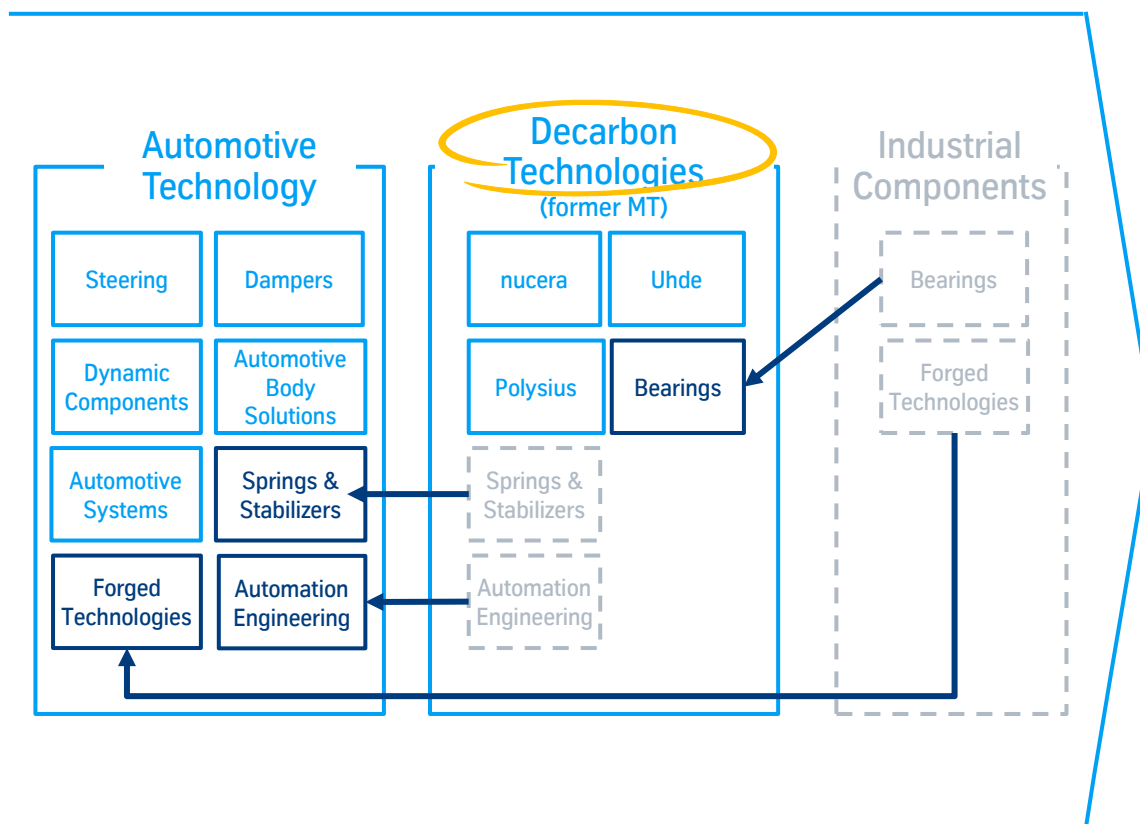 Automotive
Technology
Steering
Dampers
Dynamic
Components
Automotive
Body
Solutions
Automotive
Systems
Springs &
Stabilizers
Forged
Technologies
Automation
Engineering
Decarbon
Technologies
(former MT)
nucera
Uhde
Polysius
Bearings
Springs &
Stabilizers
Automation
Engineering
Industrial
Components
Bearings
Forged
Technologies